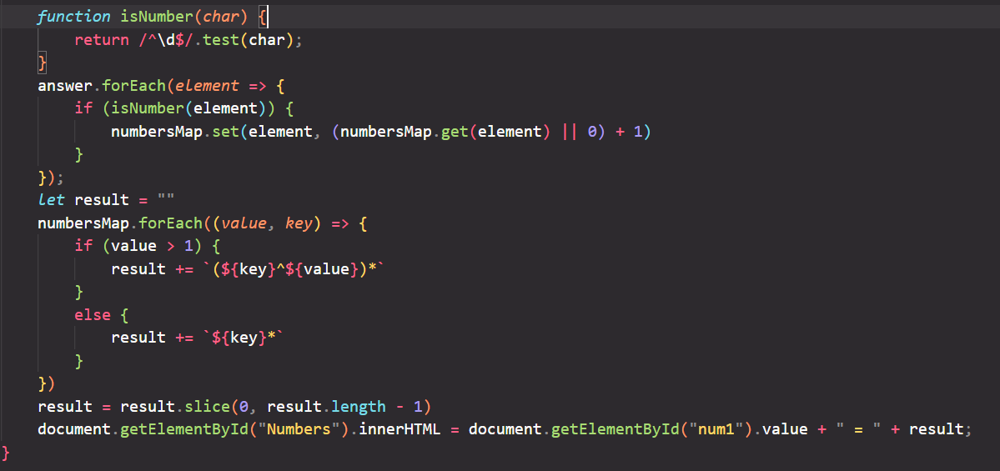 function isNumber(char) {
return /^\d$/.test(char);
}
answer.forEach(element => {
if (isNumber(element)) {
numbersMap.set(element, (numbersMap.get(element) || 0) + 1)
}
});
let result = ""
numbersMap.forEach((value, key) => {
if (value > 1) {
result += `(${key}^${value})*`
}
else {
result += `${key}*`
}
})
result = result.slice(0, result.length - 1)
document.getElementById("Numbers").innerHTML = document.getElementById("num1").value + " = " + result;
}